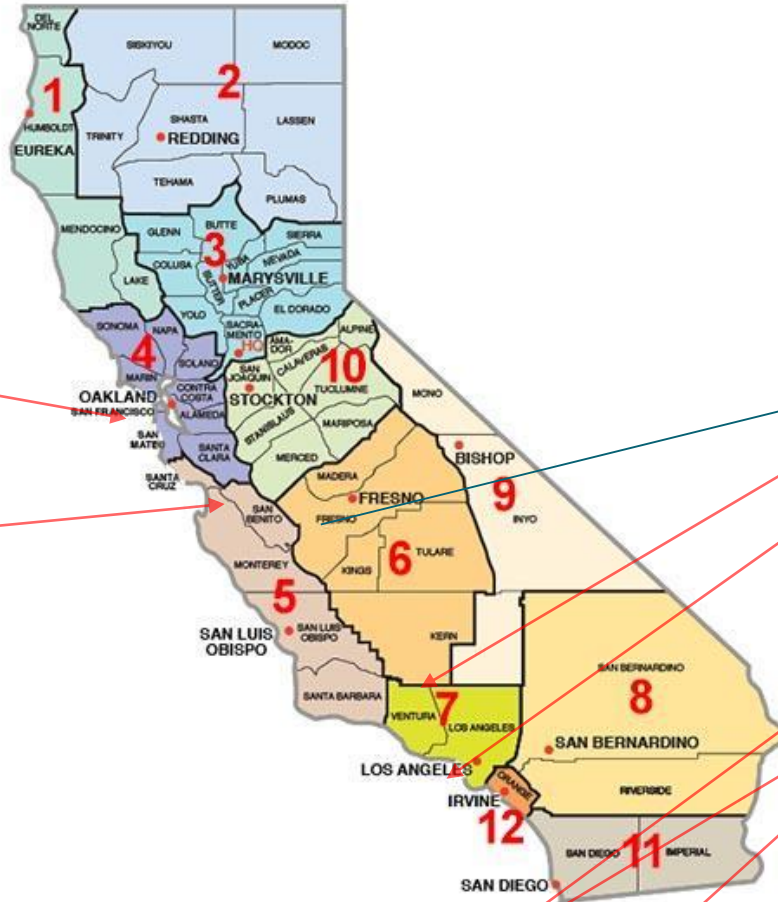 DEL
NORTE
SISKIYOU
MODOC
1
2
HUMBOLDT
EUREKA
TRINITY
SHASTA
REDDING
LASSEN
TEHAMA
PLUMAS
MENDOCINO
GLENN
BUTTE
SIERRA
3
COLUSA
YUBA
NEVADA
LAKE
SUTTER
MARYSVILLE
PLACER
YOLO
EL DORADO
SONOMA
NAPA
SACRA-
MENTO
HQ
ALPINE
4
SOLANO
AMA-
DOR
10
MARIN
SAN
JOAQUIN
CALAVERAS
OAKLAND
CONTRA
COSTA
STOCKTON
TUOLUMNE
MONO
SAN FRANCISCO
ALAMEDA
STANISLAUS
MARIPOSA
SAN
MATEO
SANTA
CLARA
MERCED
BISHOP
SANTA
CRUZ
MADERA
9
FRESNO
SAN
BENITO
FRESNO
INYO
MONTEREY
KINGS
6
TULARE
5
SAN LUIS
OBISPO
SAN LUIS
OBISPO
KERN
SAN BERNARDINO
SANTA BARBARA
8
VENTURA
7
LOS ANGELES
SAN BERNARDINO
LOS ANGELES
ORANGE
RIVERSIDE
IRVINE
12
SAN DIEGO
11
IMPERIAL
SAN DIEGO